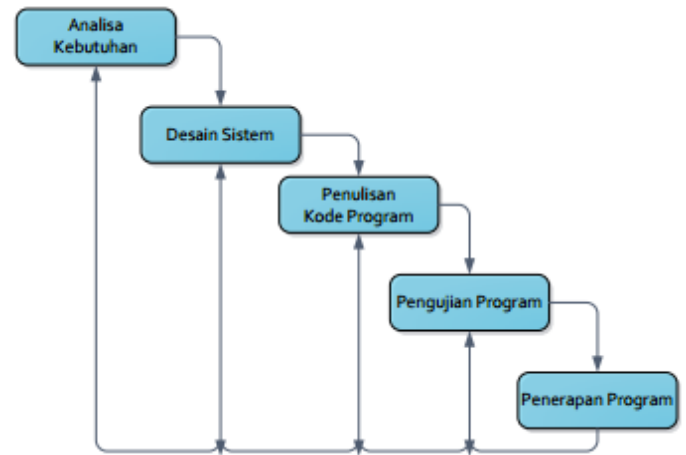 Analisa
Kebutuhan
Desain Sistem
Penulisan
Kode Program
Pengujian Program
Penerapan Program